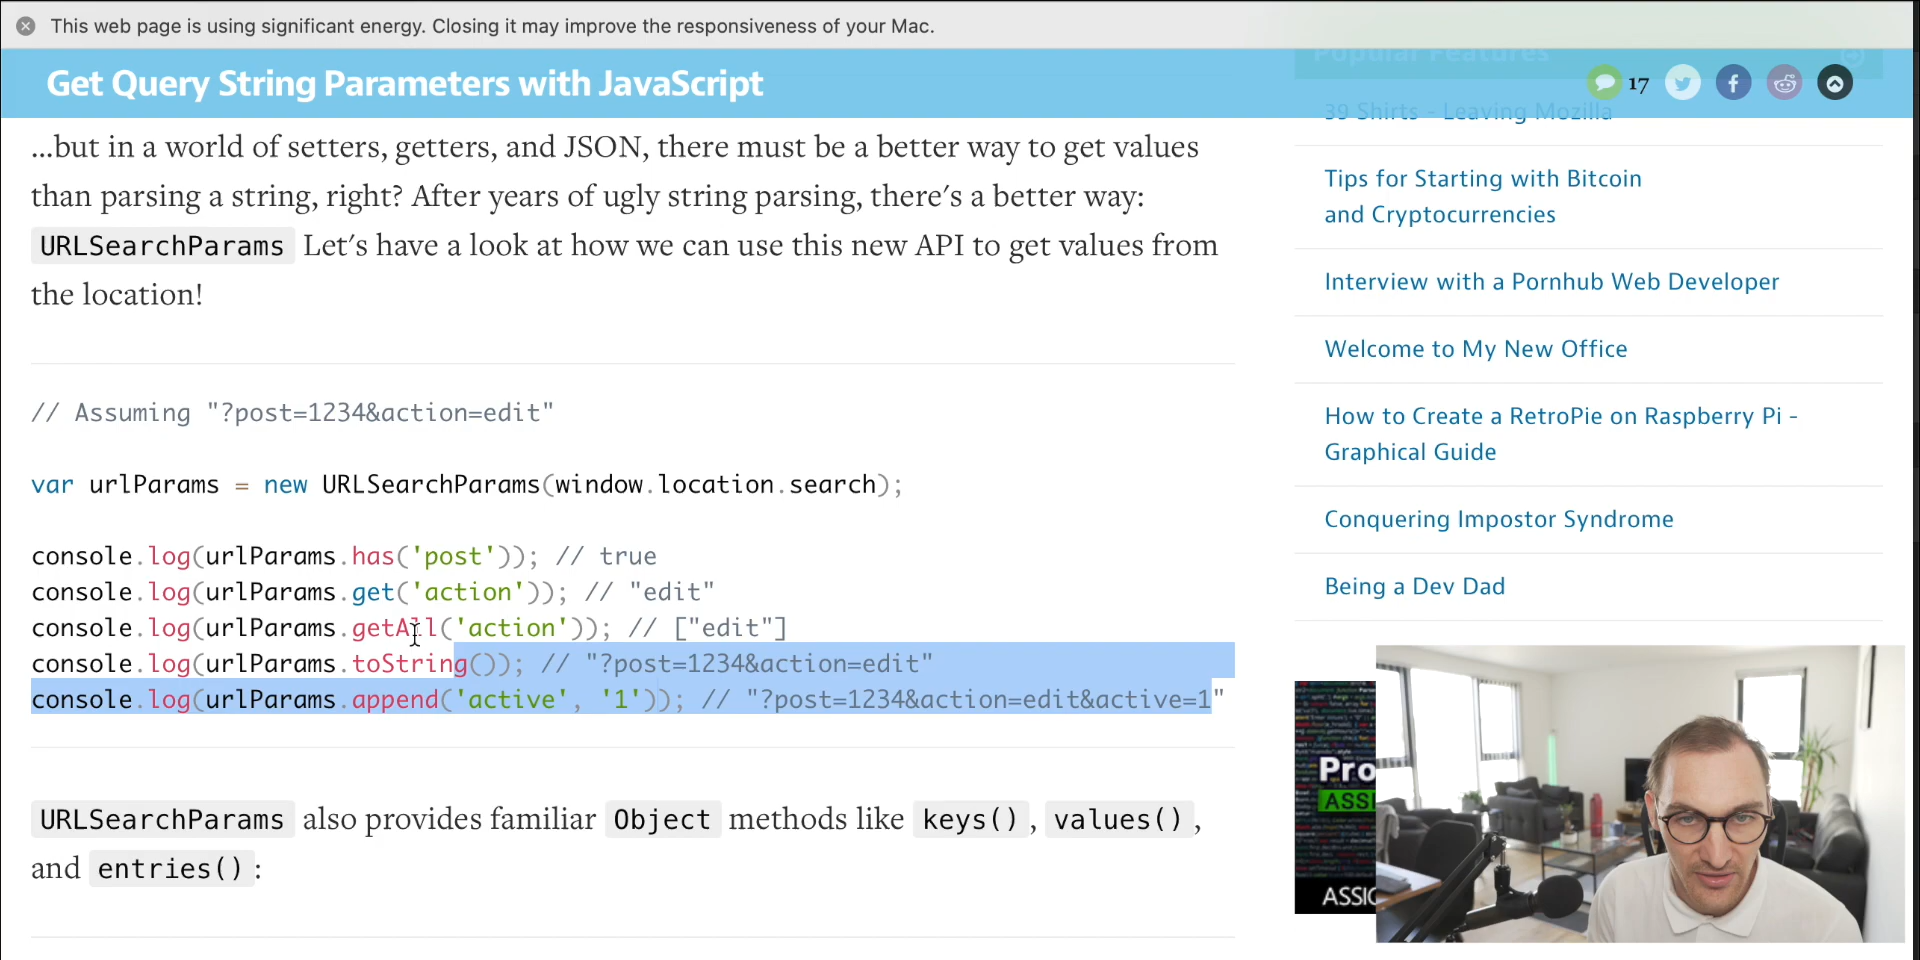 This web page is using significant energy. Closing it may improve the responsiveness of your Mac.
Get Query String Parameters with JavaScript
17
Popular Features
39 Shirts - Leaving Mozilla
...but in a world of setters, getters, and JSON, there must be a better way to get values
than parsing a string, right? After years of ugly string parsing, there's a better way:
URLSearchParams Let's have a look at how we can use this new API to get values from
the location!
// Assuming "?post=1234&action=edit"
var urlParams = new URLSearchParams(window.location.search);
console.log(urlParams.has('post')); // true
console.log(urlParams.get('action')); // "edit"
console.log(urlParams.getAll('action')); // ["edit"]
console.log(urlParams.toString()); // "?post=1234&action=edit"
console.log(urlParams.append('active', '1')); // "?post=1234&action=edit&active=1"
URLSearchParams also provides familiar Object methods like keys(), values(),
and entries():
Tips for Starting with Bitcoin
and Cryptocurrencies
Interview with a Pornhub Web Developer
Welcome to My New Office
How to Create a RetroPie on Raspberry Pi -
Graphical Guide
Conquering Impostor Syndrome
Being a Dev Dad
Pro
ASSI
ASSIG